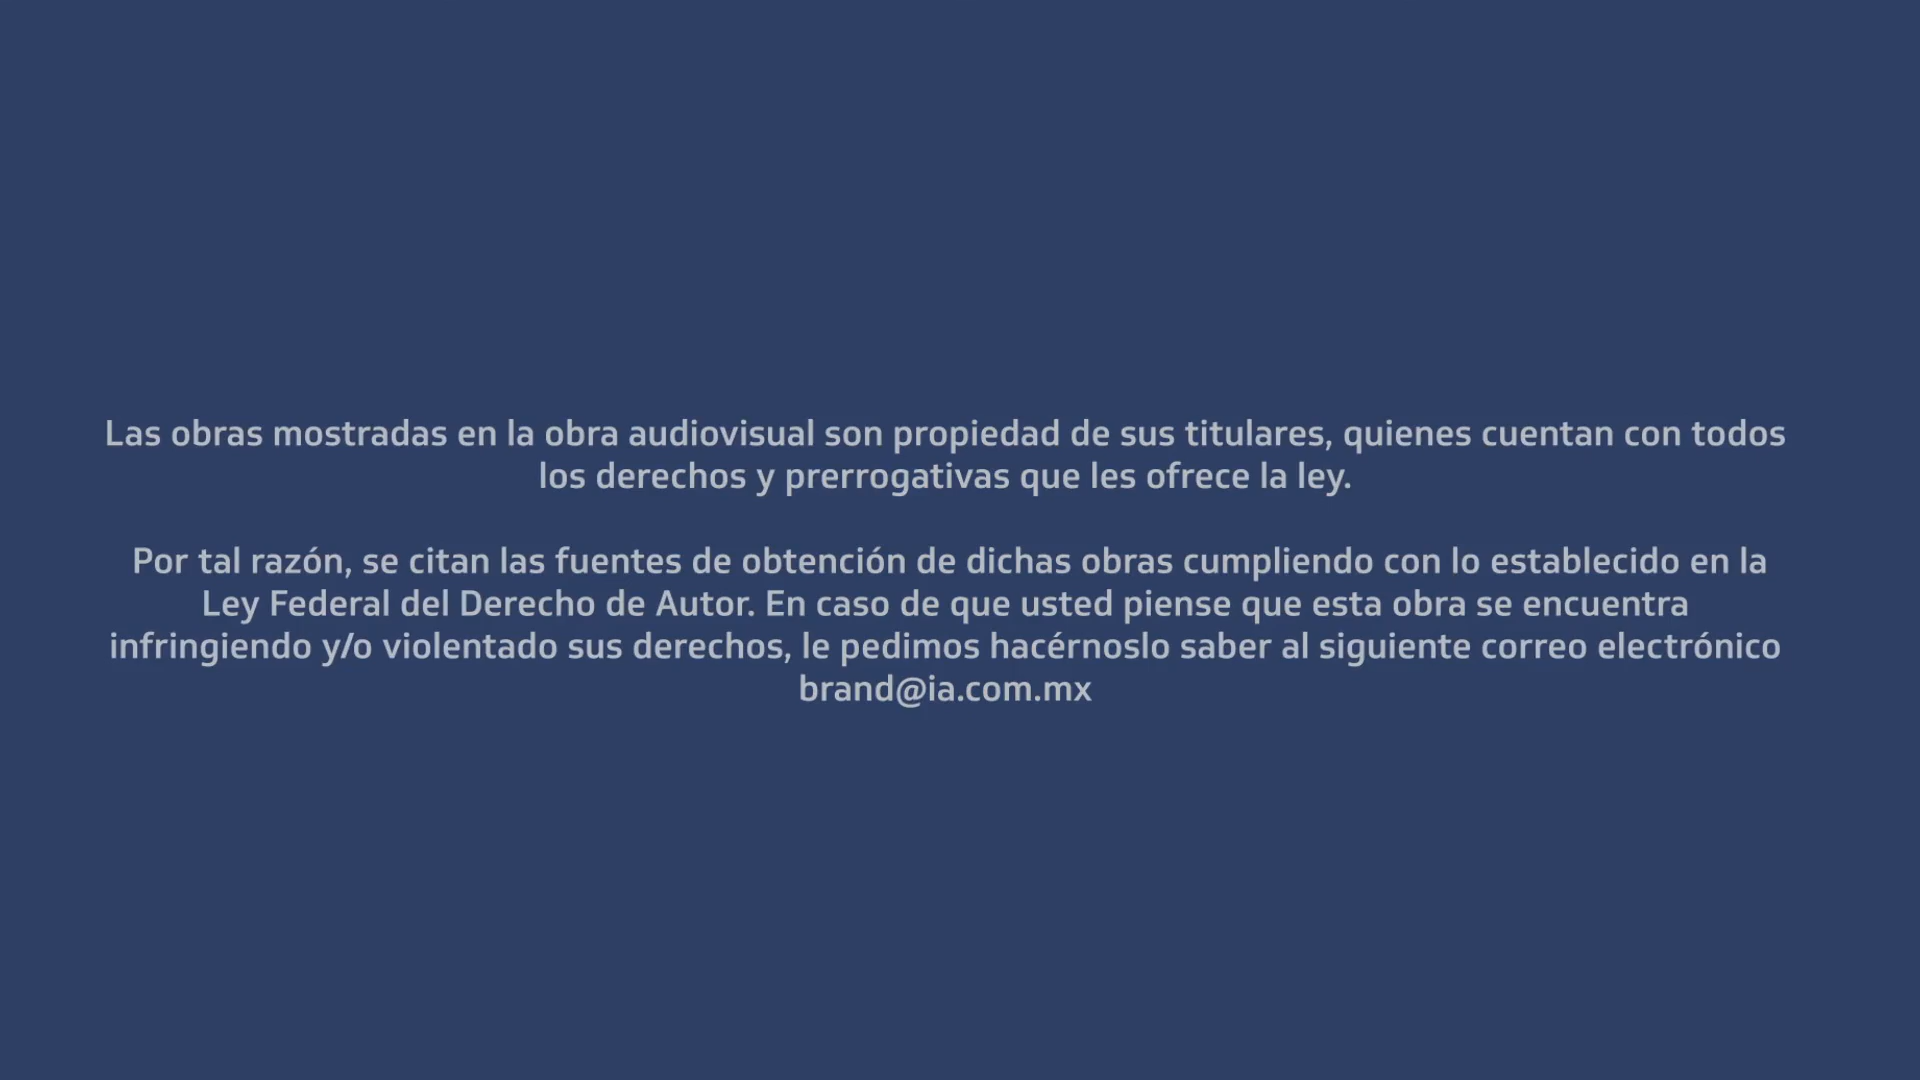 Las obras mostradas en la obra audiovisual son propiedad de sus titulares, quienes cuentan con todos
los derechos y prerrogativas que les ofrece la ley.
Por tal razón, se citan las fuentes de obtención de dichas obras cumpliendo con lo establecido en la
Ley Federal del Derecho de Autor. En caso de que usted piense que esta obra se encuentra
infringiendo y/o violentado sus derechos, le pedimos hacérnoslo saber al siguiente correo electrónico
brand@ia.com.mx